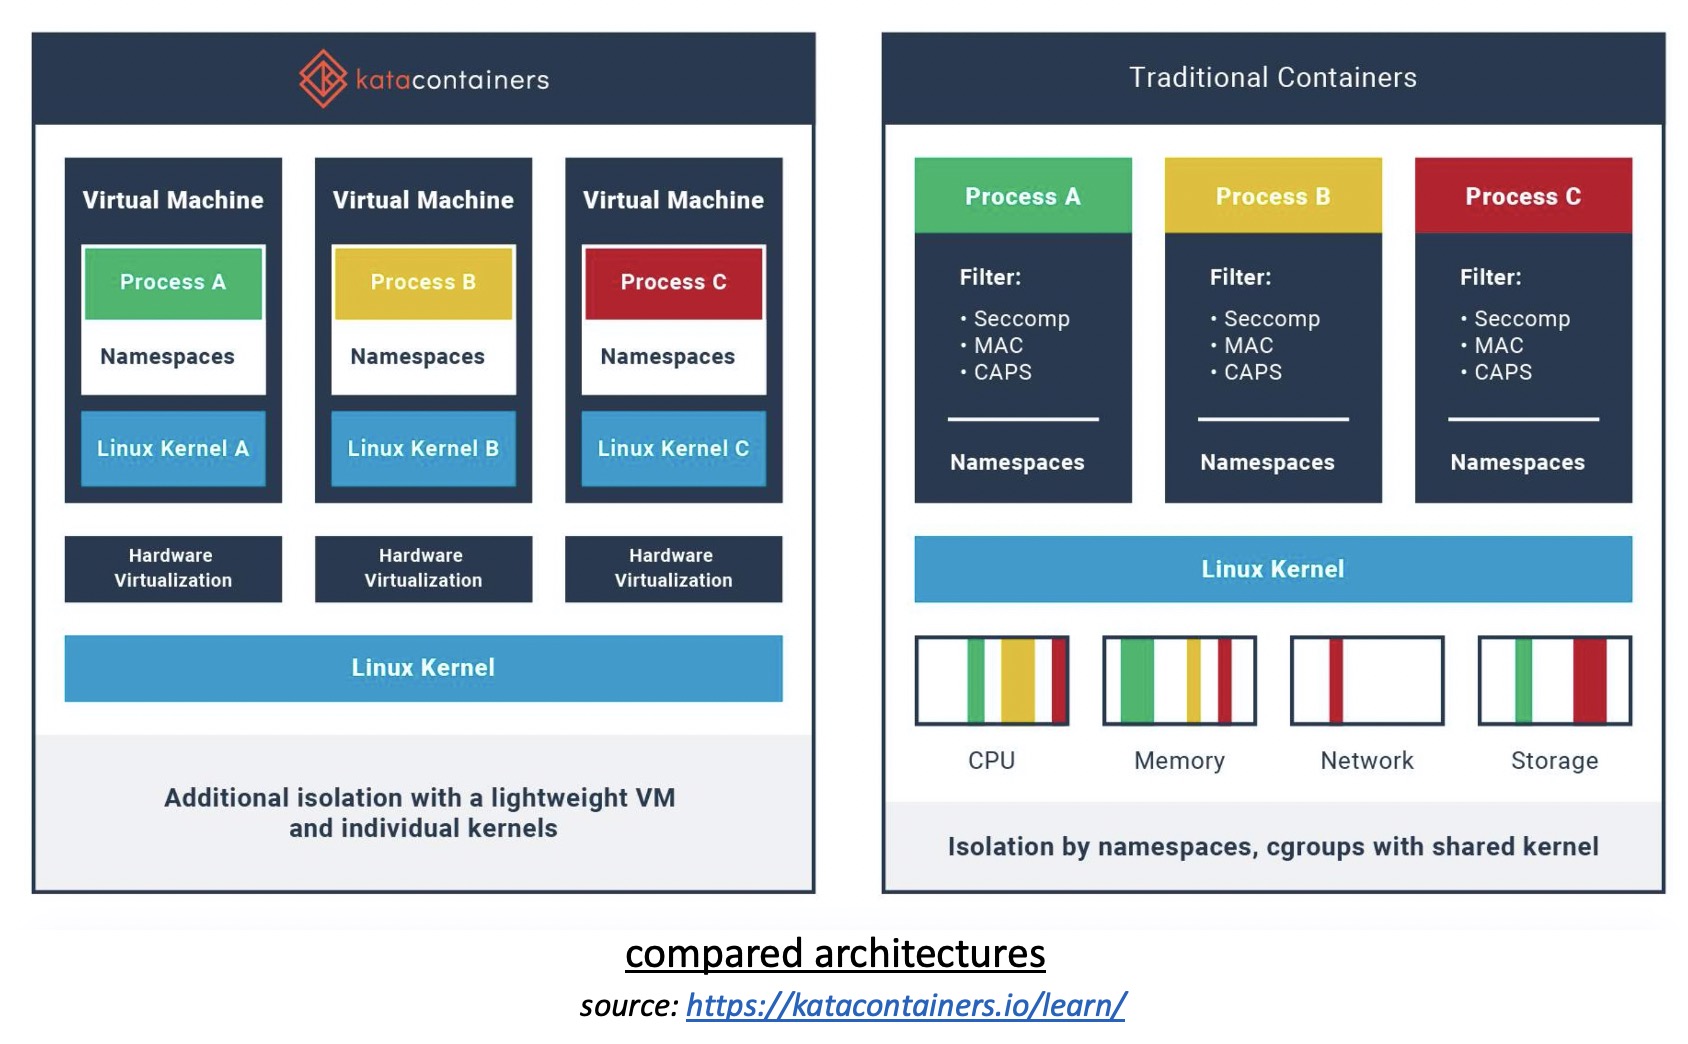 katacontainers
Virtual Machine
Process A
Namespaces
Linux Kernel A
Virtual Machine
Process B
Namespaces
Linux Kernel B
Virtual Machine
Process C
Namespaces
Linux Kernel C
Hardware
Virtualization
Hardware
Virtualization
Hardware
Virtualization
Linux Kernel
Additional isolation with a lightweight VM
and individual kernels
Traditional Containers
Process A
Filter:
• Seccomp
• MAC
• CAPS
Namespaces
Process B
Filter:
• Seccomp
• MAC
• CAPS
Namespaces
Process C
Filter:
• Seccomp
• MAC
• CAPS
Namespaces
Linux Kernel
CPU
Memory
Network
Storage
Isolation by namespaces, cgroups with shared kernel
compared architectures
source: https://katacontainers.io/learn/